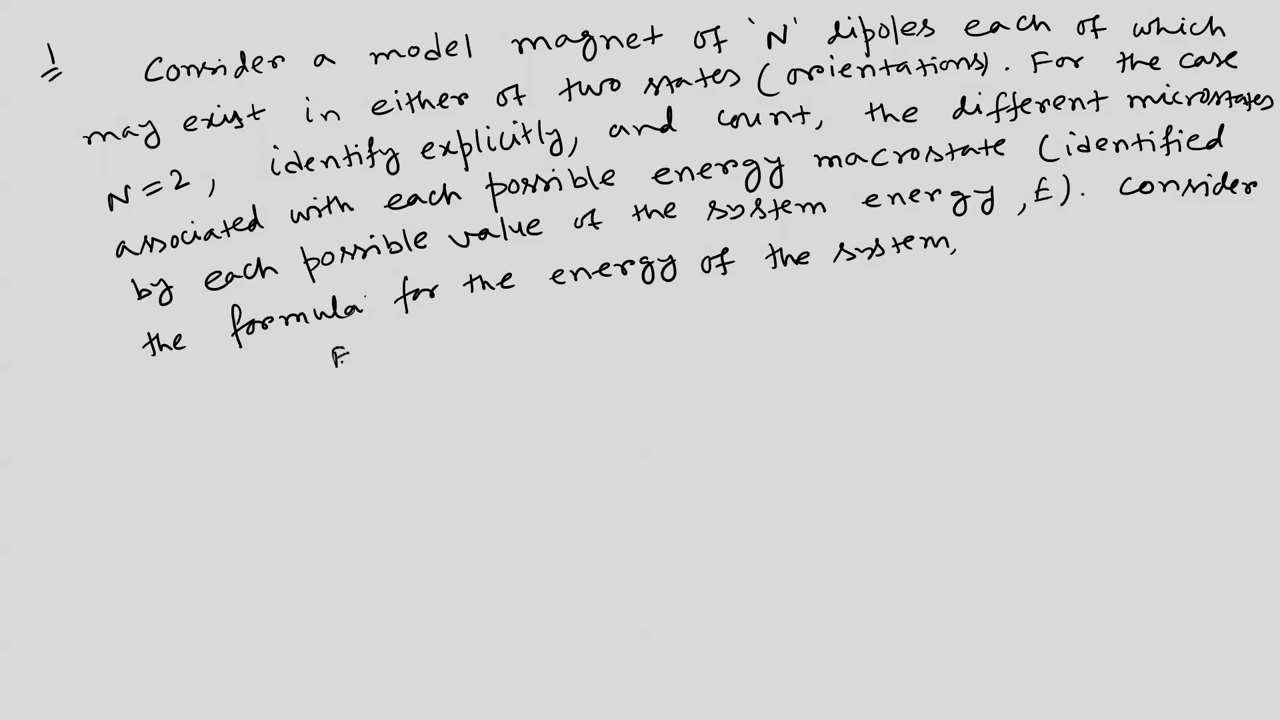 1 Consider a model magnet of 'N' dipoles each of which
may exist in either of two states (orientations). For the case
N=2, identify explicitly, and count, the different microstates
associated with each possible energy macrostate (identified
by each possible value of the system energy, E). Consider
the formula for the energy of the system,
E